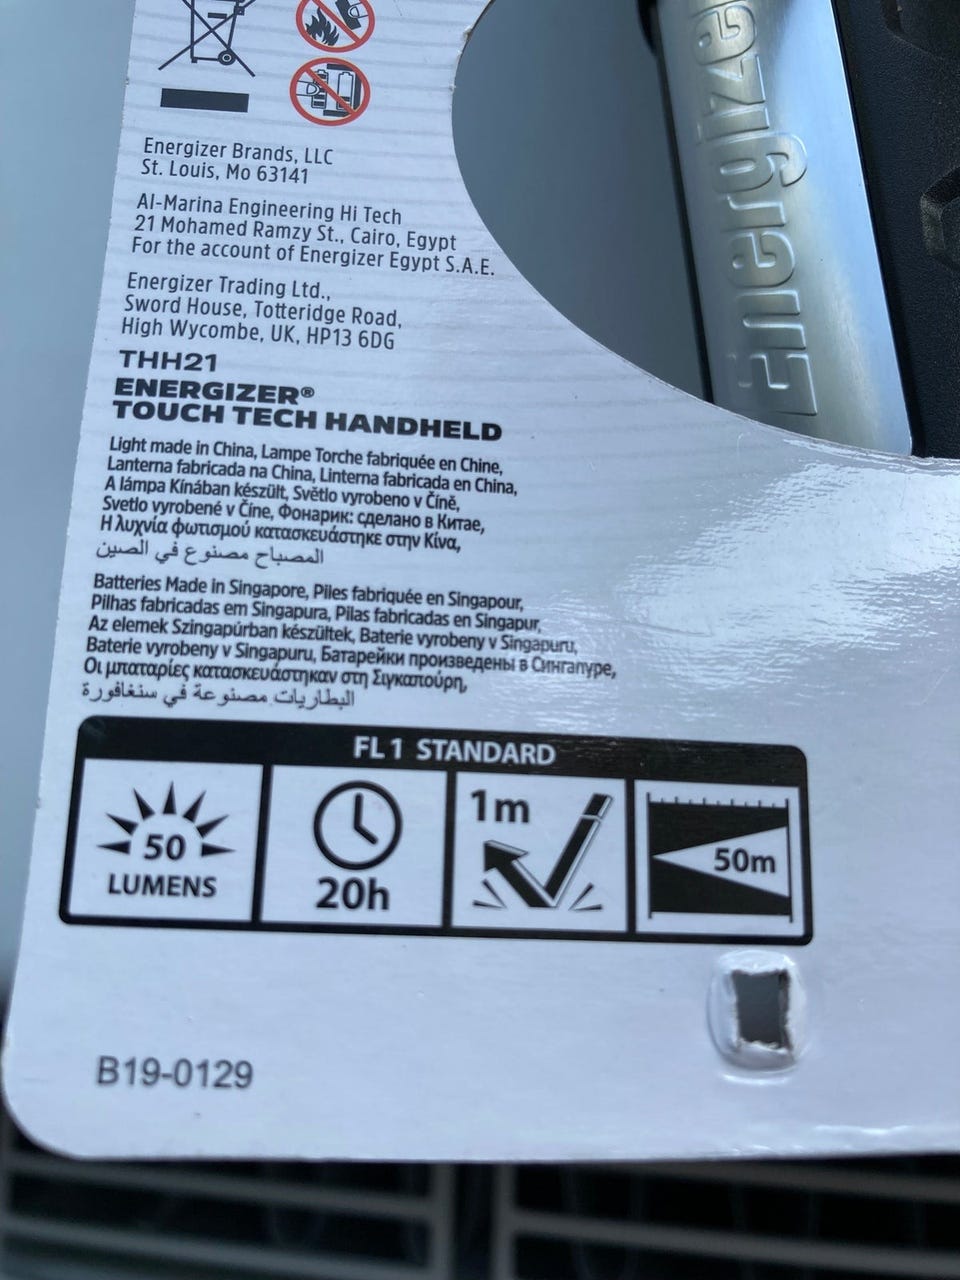 Energizer Brands, LLC
St. Louis, Mo 63141
Al-Marina Engineering Hi Tech
21 Mohamed Ramzy St., Cairo, Egypt
For the account of Energizer Egypt S.A.E.
Energizer Trading Ltd.,
Sword House, Totteridge Road,
High Wycombe, UK, HP13 6DG
THH21
ENERGIZER®
TOUCH TECH HANDHELD
Light made in China, Lampe Torche fabriquée en Chine,
Lanterna fabricada na China, Linterna fabricada en China,
A lámpa Kínában készült, Světlo vyrobeno v Číně,
Svetlo vyrobené v Číne, Фонарик: сделано в Китае,
Η λυχνία φωτισμού κατασκευάστηκε στην Κίνα,
المصباح مصنوع في الصين
Batteries Made in Singapore, Piles fabriquée en Singapour,
Pilhas fabricadas em Singapura, Pilas fabricadas en Singapur,
Az elemek Szingapúrban készültek, Baterie vyrobeny v Singapuru,
Baterie vyrobeny v Singapuru, Батарейки произведены в Сингапуре,
Οι μπαταρίες κατασκευάστηκαν στη Σιγκαπούρη,
البطاريات مصنوعة في سنغافورة
FL 1 STANDARD
50
LUMENS
20h
1m
50m
B19-0129
Energize